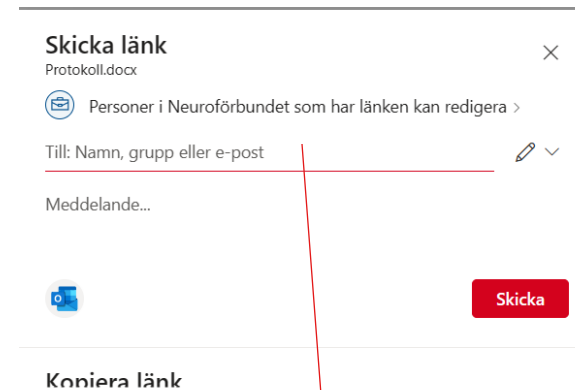 Skicka länk
Protokoll.docx
Personer i Neuroförbundet som har länken kan redigera
Till: Namn, grupp eller e-post
Meddelande...
Skicka
Kopiera länk